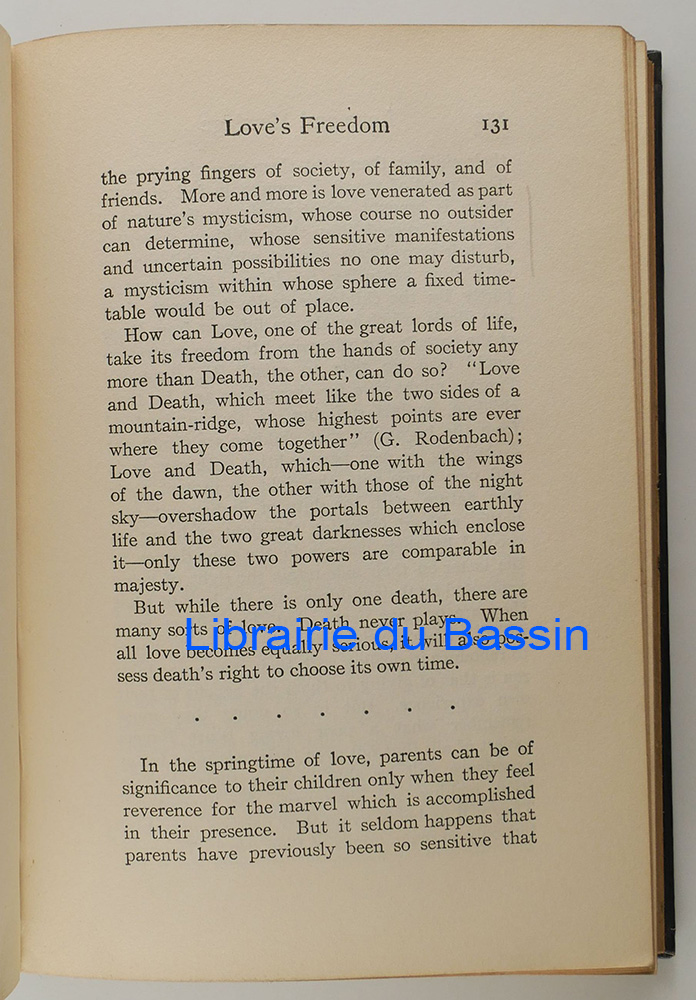 Love's Freedom 131
the prying fingers of society, of family, and of
friends. More and more is love venerated as part
of nature's mysticism, whose course no outsider
can determine, whose sensitive manifestations
and uncertain possibilities no one may disturb,
a mysticism within whose sphere a fixed time-
table would be out of place.
How can Love, one of the great lords of life,
take its freedom from the hands of society any
more than Death, the other, can do so? "Love
and Death, which meet like the two sides of a
mountain-ridge, whose highest points are ever
where they come together" (G. Rodenbach);
Love and Death, which—one with the wings
of the dawn, the other with those of the night
sky—overshadow the portals between earthly
life and the two great darknesses which enclose
it—only these two powers are comparable in
majesty.
But while there is only one death, there are
many sorts of love. Death never plays. When
all love becomes equally serious, it will also pos-
sess death's right to choose its own time.
Librairie du Bassin
. . . . . . .
In the springtime of love, parents can be of
significance to their children only when they feel
reverence for the marvel which is accomplished
in their presence. But it seldom happens that
parents have previously been so sensitive that